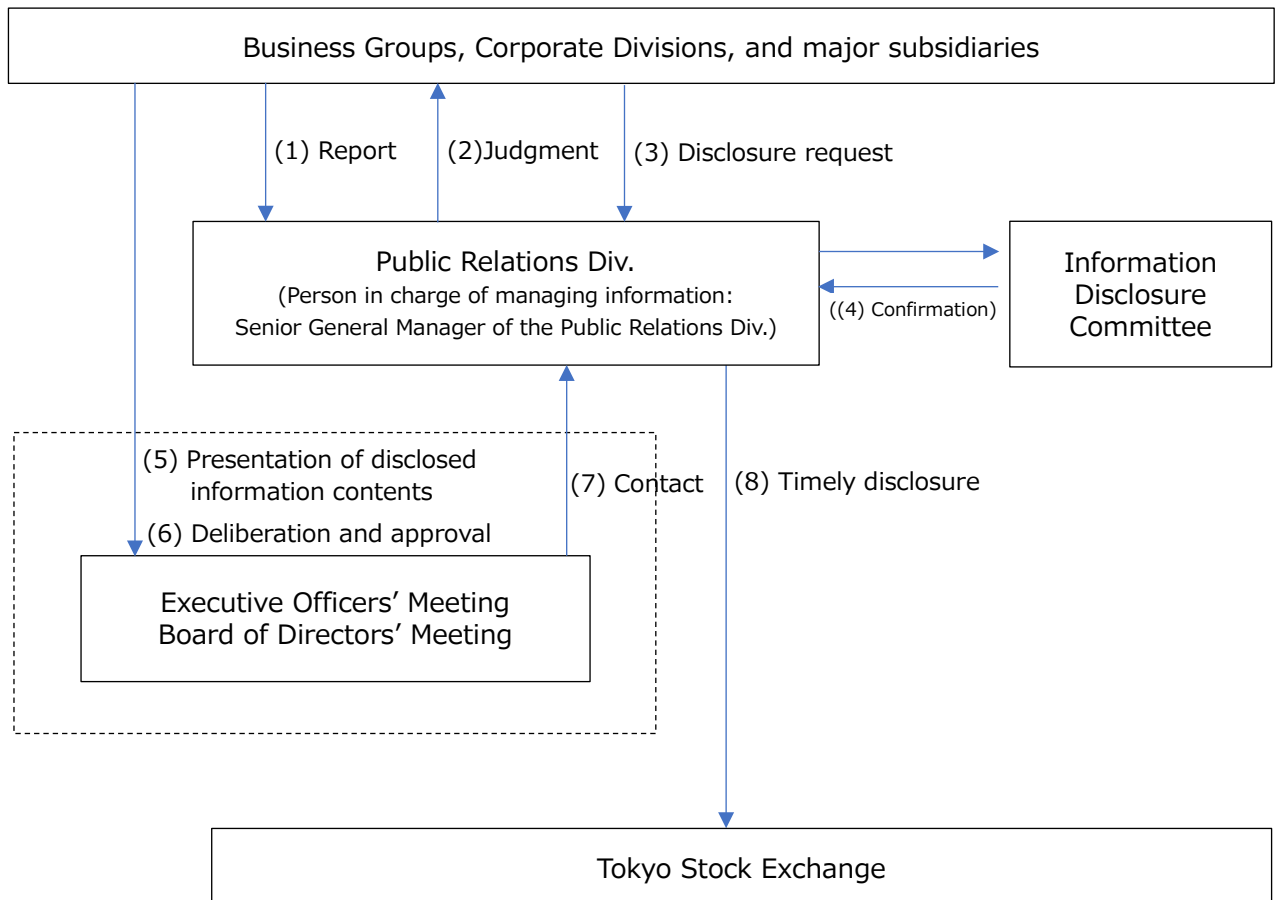 Business Groups, Corporate Divisions, and major subsidiaries
(1) Report
(2)Judgment
(3) Disclosure request
Public Relations Div.
(Person in charge of managing information:
Senior General Manager of the Public Relations Div.)
((4) Confirmation)
Information
Disclosure
Committee
(5) Presentation of disclosed
information contents
(6) Deliberation and approval
(7) Contact
(8) Timely disclosure
Executive Officers’ Meeting
Board of Directors’ Meeting
Tokyo Stock Exchange